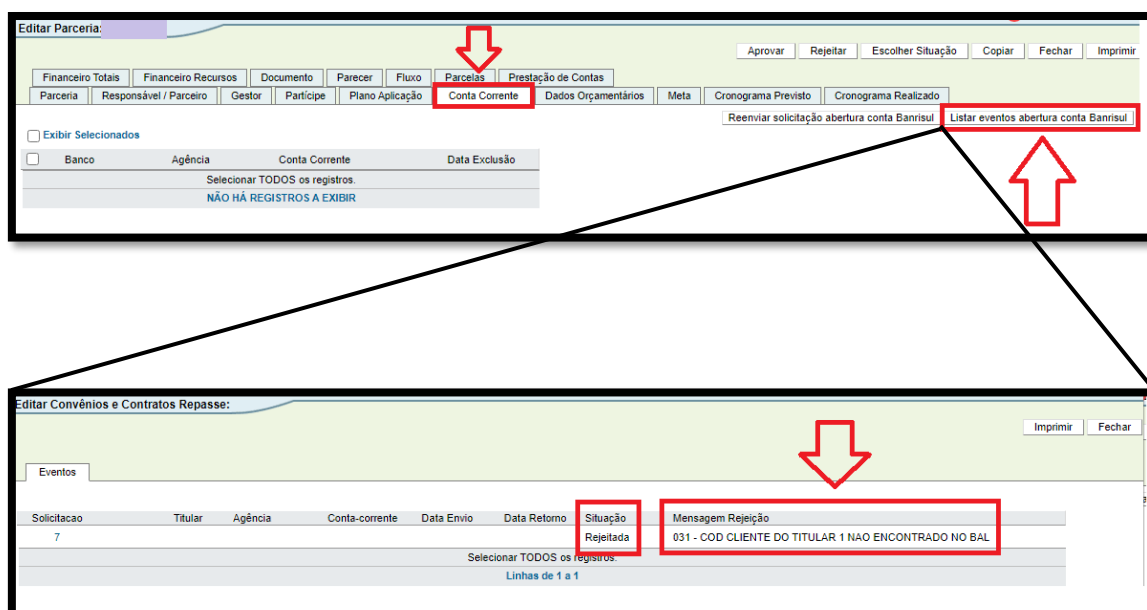 Editar Parceria:
Aprovar Rejeitar Escolher Situação Copiar Fechar Imprimir
Financeiro Totais Financeiro Recursos Documento Parecer Fluxo Parcelas Prestação de Contas
Parceria Responsável / Parceiro Gestor Partícipe Plano Aplicação Conta Corrente Dados Orçamentários Meta Cronograma Previsto Cronograma Realizado
Reenviar solicitação abertura conta Banrisul Listar eventos abertura conta Banrisul
Exibir Selecionados
Banco Agência Conta Corrente Data Exclusão
Selecionar TODOS os registros.
NÃO HÁ REGISTROS A EXIBIR
Editar Convênios e Contratos Repasse:
Imprimir Fechar
Eventos
Solicitacao Titular Agência Conta-corrente Data Envio Data Retorno Situação Mensagem Rejeição
7 Rejeitada 031 - COD CLIENTE DO TITULAR 1 NAO ENCONTRADO NO BAL
Selecionar TODOS os registros.
Linhas de 1 a 1